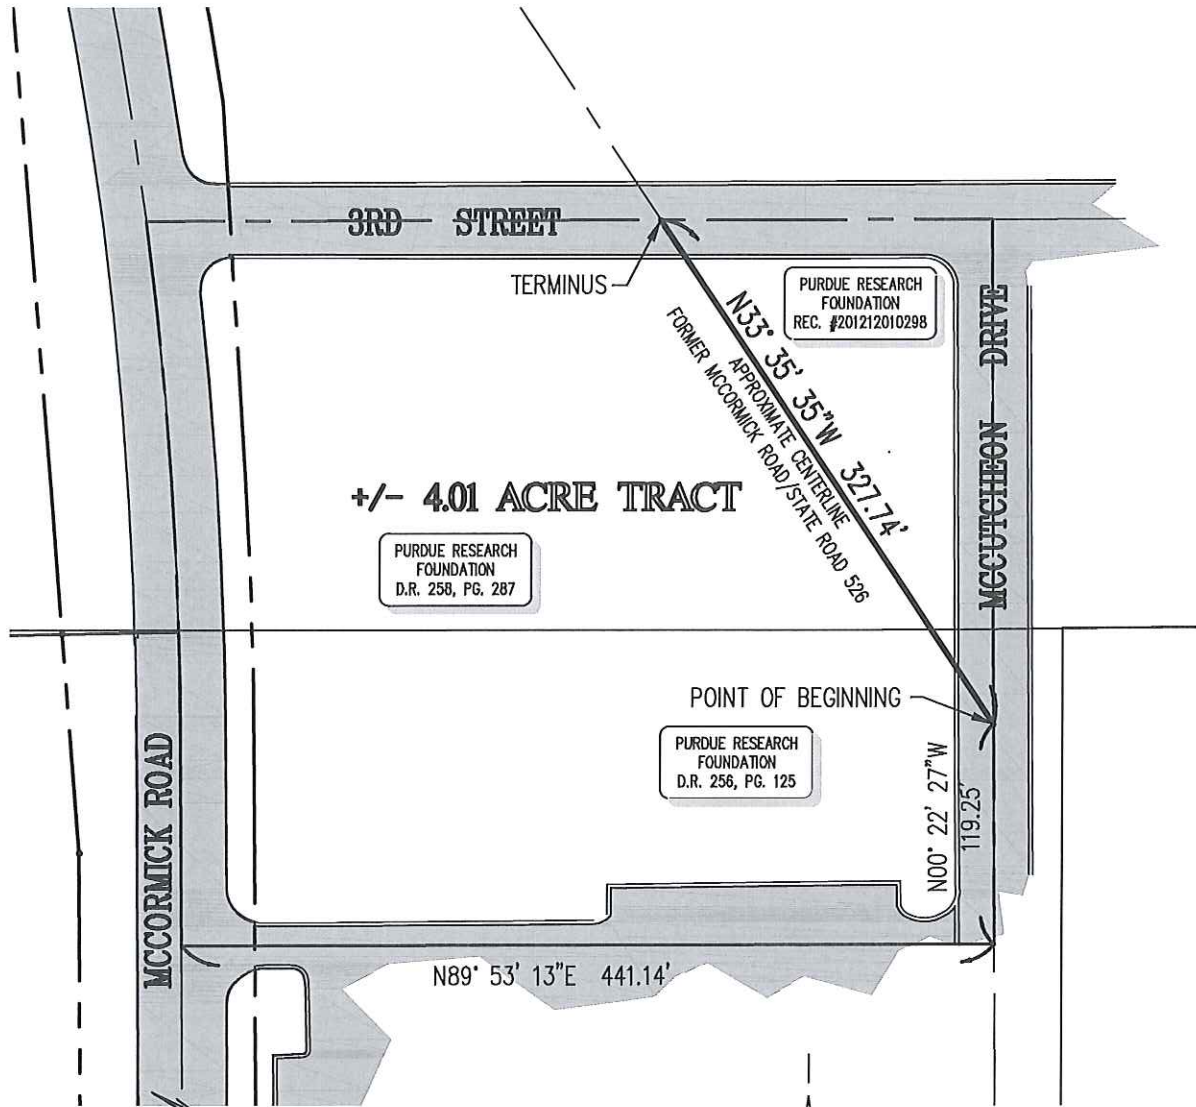 3RD STREET
TERMINUS
PURDUE RESEARCH
FOUNDATION
REC. #201212010298
N33° 35' 35"W 327.74'
APPROXIMATE CENTERLINE
FORMER MCCORMICK ROAD/STATE ROAD 526
MCCUTCHEON DRIVE
+/- 4.01 ACRE TRACT
PURDUE RESEARCH
FOUNDATION
D.R. 258, PG. 287
POINT OF BEGINNING
PURDUE RESEARCH
FOUNDATION
D.R. 256, PG. 125
N00° 22' 27"W
119.25'
MCCORMICK ROAD
N89° 53' 13"E 441.14'